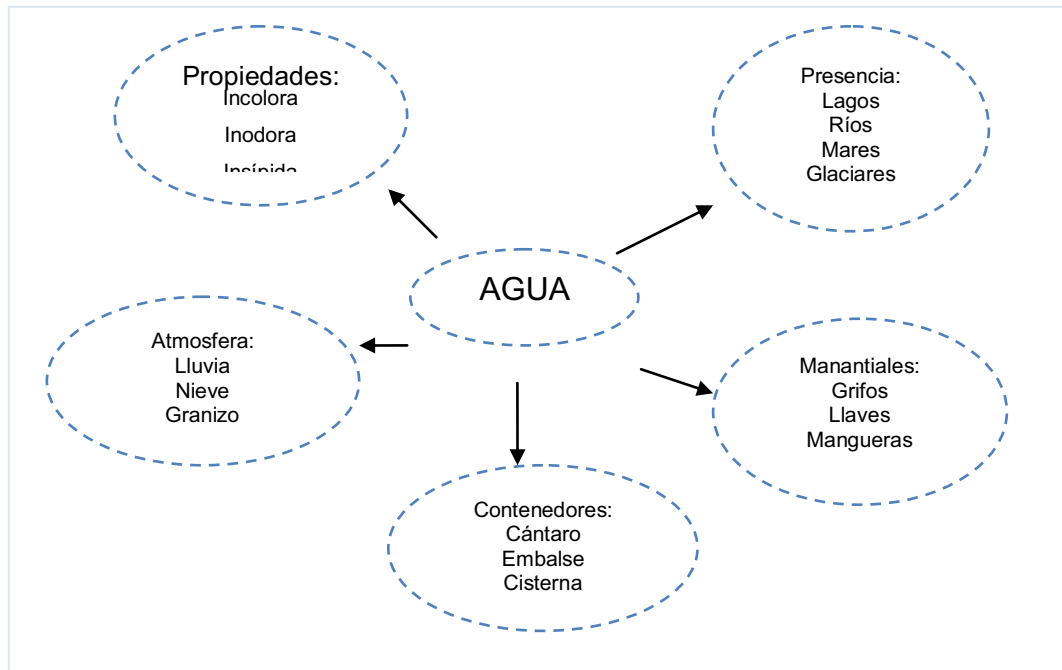 Propiedades:
Incolora
Inodora
Insípida
Presencia:
Lagos
Ríos
Mares
Glaciares
AGUA
Atmosfera:
Lluvia
Nieve
Granizo
Manantiales:
Grifos
Llaves
Mangueras
Contenedores:
Cántaro
Embalse
Cisterna